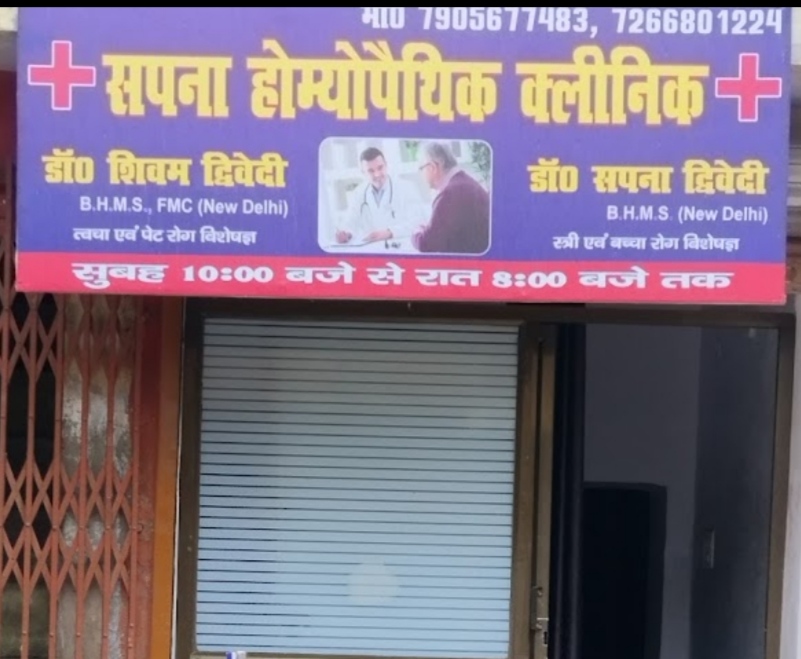 मो0 7905677483, 7266801224
सपना होम्योपैथिक क्लीनिक
डॉ0 शिवम द्विवेदी
B.H.M.S., FMC (New Delhi)
त्वचा एवं पेट रोग विशेषज्ञ
डॉ0 सपना द्विवेदी
B.H.M.S. (New Delhi)
स्त्री एवं बच्चा रोग विशेषज्ञ
सुबह 10:00 बजे से रात 8:00 बजे तक